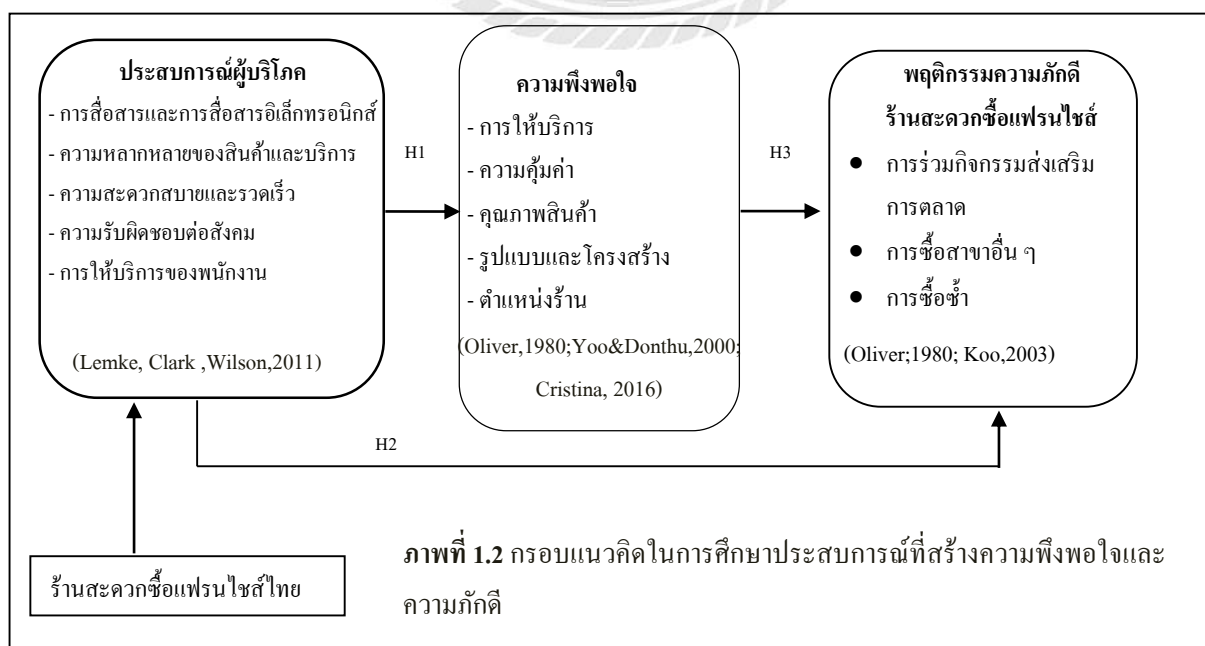 ประสบการณ์ผู้บริโภค
- การสื่อสารและการสื่อสารอิเล็กทรอนิกส์
- ความหลากหลายของสินค้าและบริการ
- ความสะดวกสบายและรวดเร็ว
- ความรับผิดชอบต่อสังคม
- การให้บริการของพนักงาน
(Lemke, Clark ,Wilson,2011)
H1
ความพึงพอใจ
- การให้บริการ
- ความคุ้มค่า
- คุณภาพสินค้า
- รูปแบบและโครงสร้าง
- ตำแหน่งร้าน
(Oliver,1980;Yoo&Donthu,2000;
Cristina, 2016)
H3
พฤติกรรมความภักดี
ร้านสะดวกซื้อแฟรนไชส์
● การร่วมกิจกรรมส่งเสริม
การตลาด
● การซื้อสาขาอื่น ๆ
● การซื้อซ้ำ
(Oliver;1980; Koo,2003)
H2
ร้านสะดวกซื้อแฟรนไชส์ไทย
ภาพที่ 1.2 กรอบแนวคิดในการศึกษาประสบการณ์ที่สร้างความพึงพอใจและ
ความภักดี